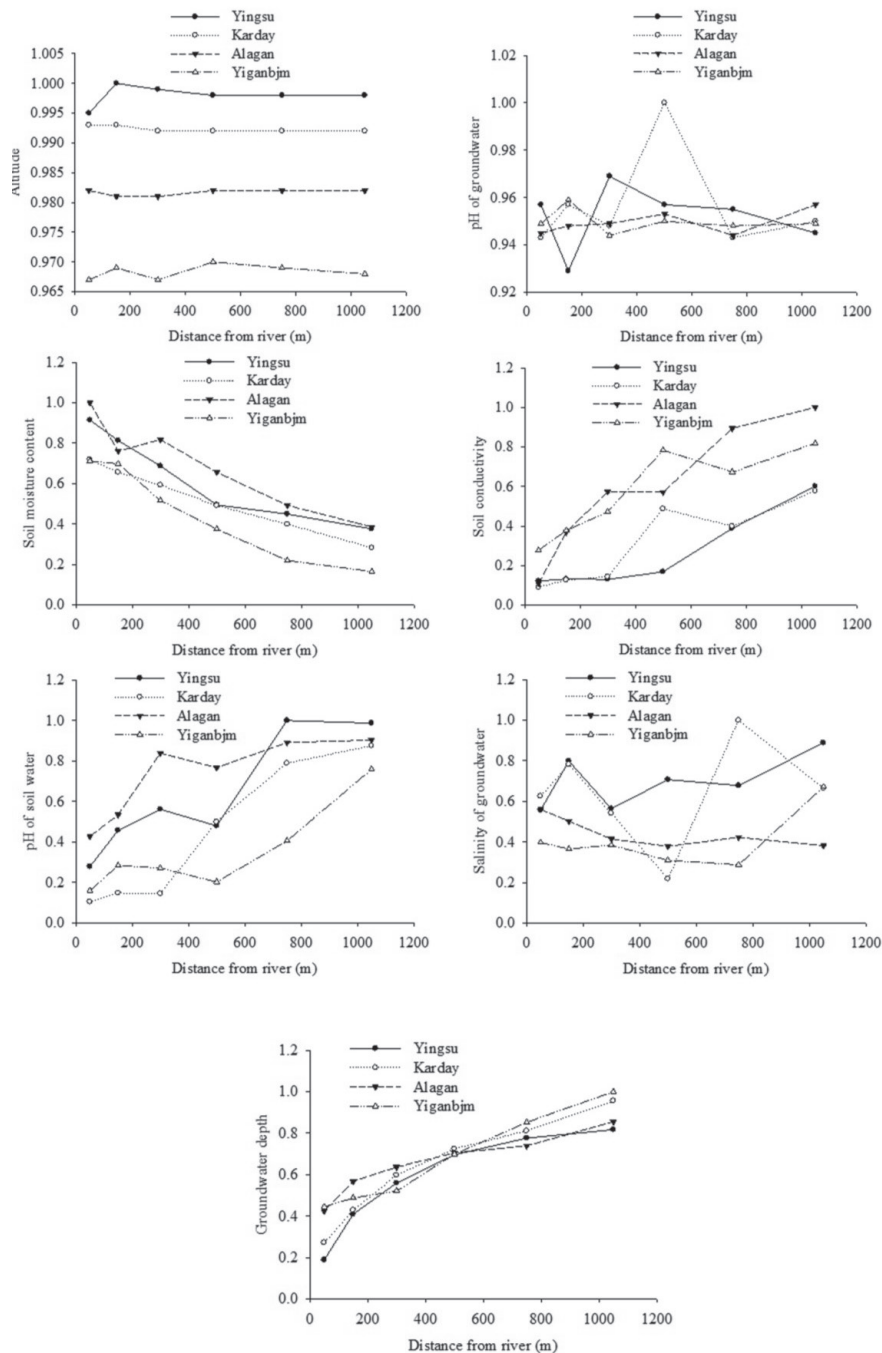 Yingsu
Karday
Alagan
Yiganbjm
1.005
1.000
0.995
0.990
0.985
0.980
0.975
0.970
0.965
Altitude
0 200 400 600 800 1000 1200
Distance from river (m)
Yingsu
Karday
Alagan
Yiganbjm
1.02
1.00
0.98
0.96
0.94
0.92
pH of groundwater
0 200 400 600 800 1000 1200
Distance from river (m)
Yingsu
Karday
Alagan
Yiganbjm
1.2
1.0
0.8
0.6
0.4
0.2
0.0
Soil moisture content
0 200 400 600 800 1000 1200
Distance from river (m)
Yingsu
Karday
Alagan
Yiganbjm
1.2
1.0
0.8
0.6
0.4
0.2
0.0
Soil conductivity
0 200 400 600 800 1000 1200
Distance from river (m)
Yingsu
Karday
Alagan
Yiganbjm
1.2
1.0
0.8
0.6
0.4
0.2
0.0
pH of soil water
0 200 400 600 800 1000 1200
Distance from river (m)
Yingsu
Karday
Alagan
Yiganbjm
1.2
1.0
0.8
0.6
0.4
0.2
0.0
Salinity of groundwater
0 200 400 600 800 1000 1200
Distance from river (m)
Yingsu
Karday
Alagan
Yiganbjm
1.2
1.0
0.8
0.6
0.4
0.2
0.0
Groundwater depth
0 200 400 600 800 1000 1200
Distance from river (m)